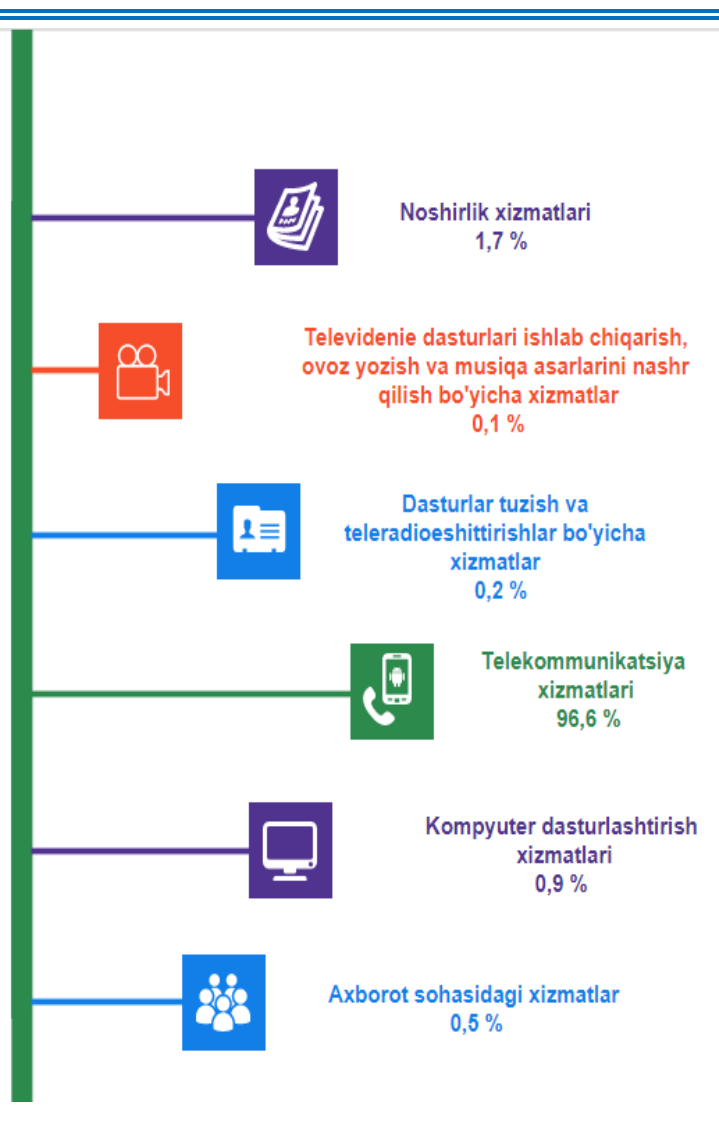 Noshirlik xizmatlari
1,7 %
Televidenie dasturlari ishlab chiqarish,
ovoz yozish va musiqa asarlarini nashr
qilish bo'yicha xizmatlar
0,1 %
Dasturlar tuzish va
teleradioeshittirishlar bo'yicha
xizmatlar
0,2 %
Telekommunikatsiya
xizmatlari
96,6 %
Kompyuter dasturlashtirish
xizmatlari
0,9 %
Axborot sohasidagi xizmatlar
0,5 %